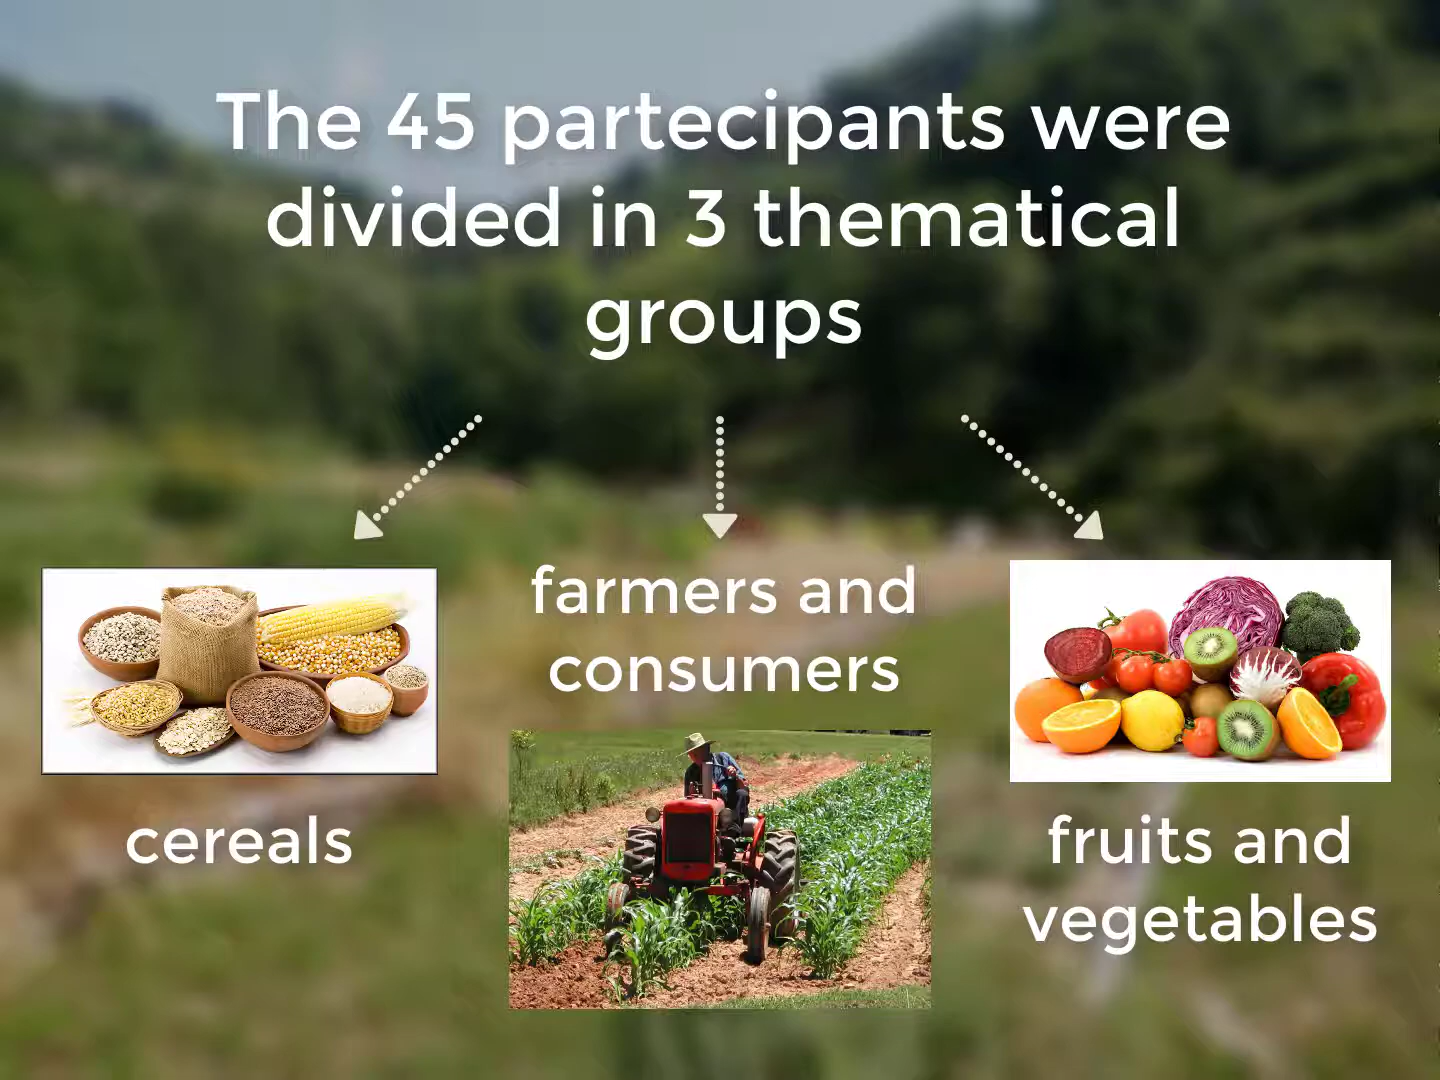 The 45 partecipants were
divided in 3 thematical
groups
cereals
farmers and
consumers
fruits and
vegetables